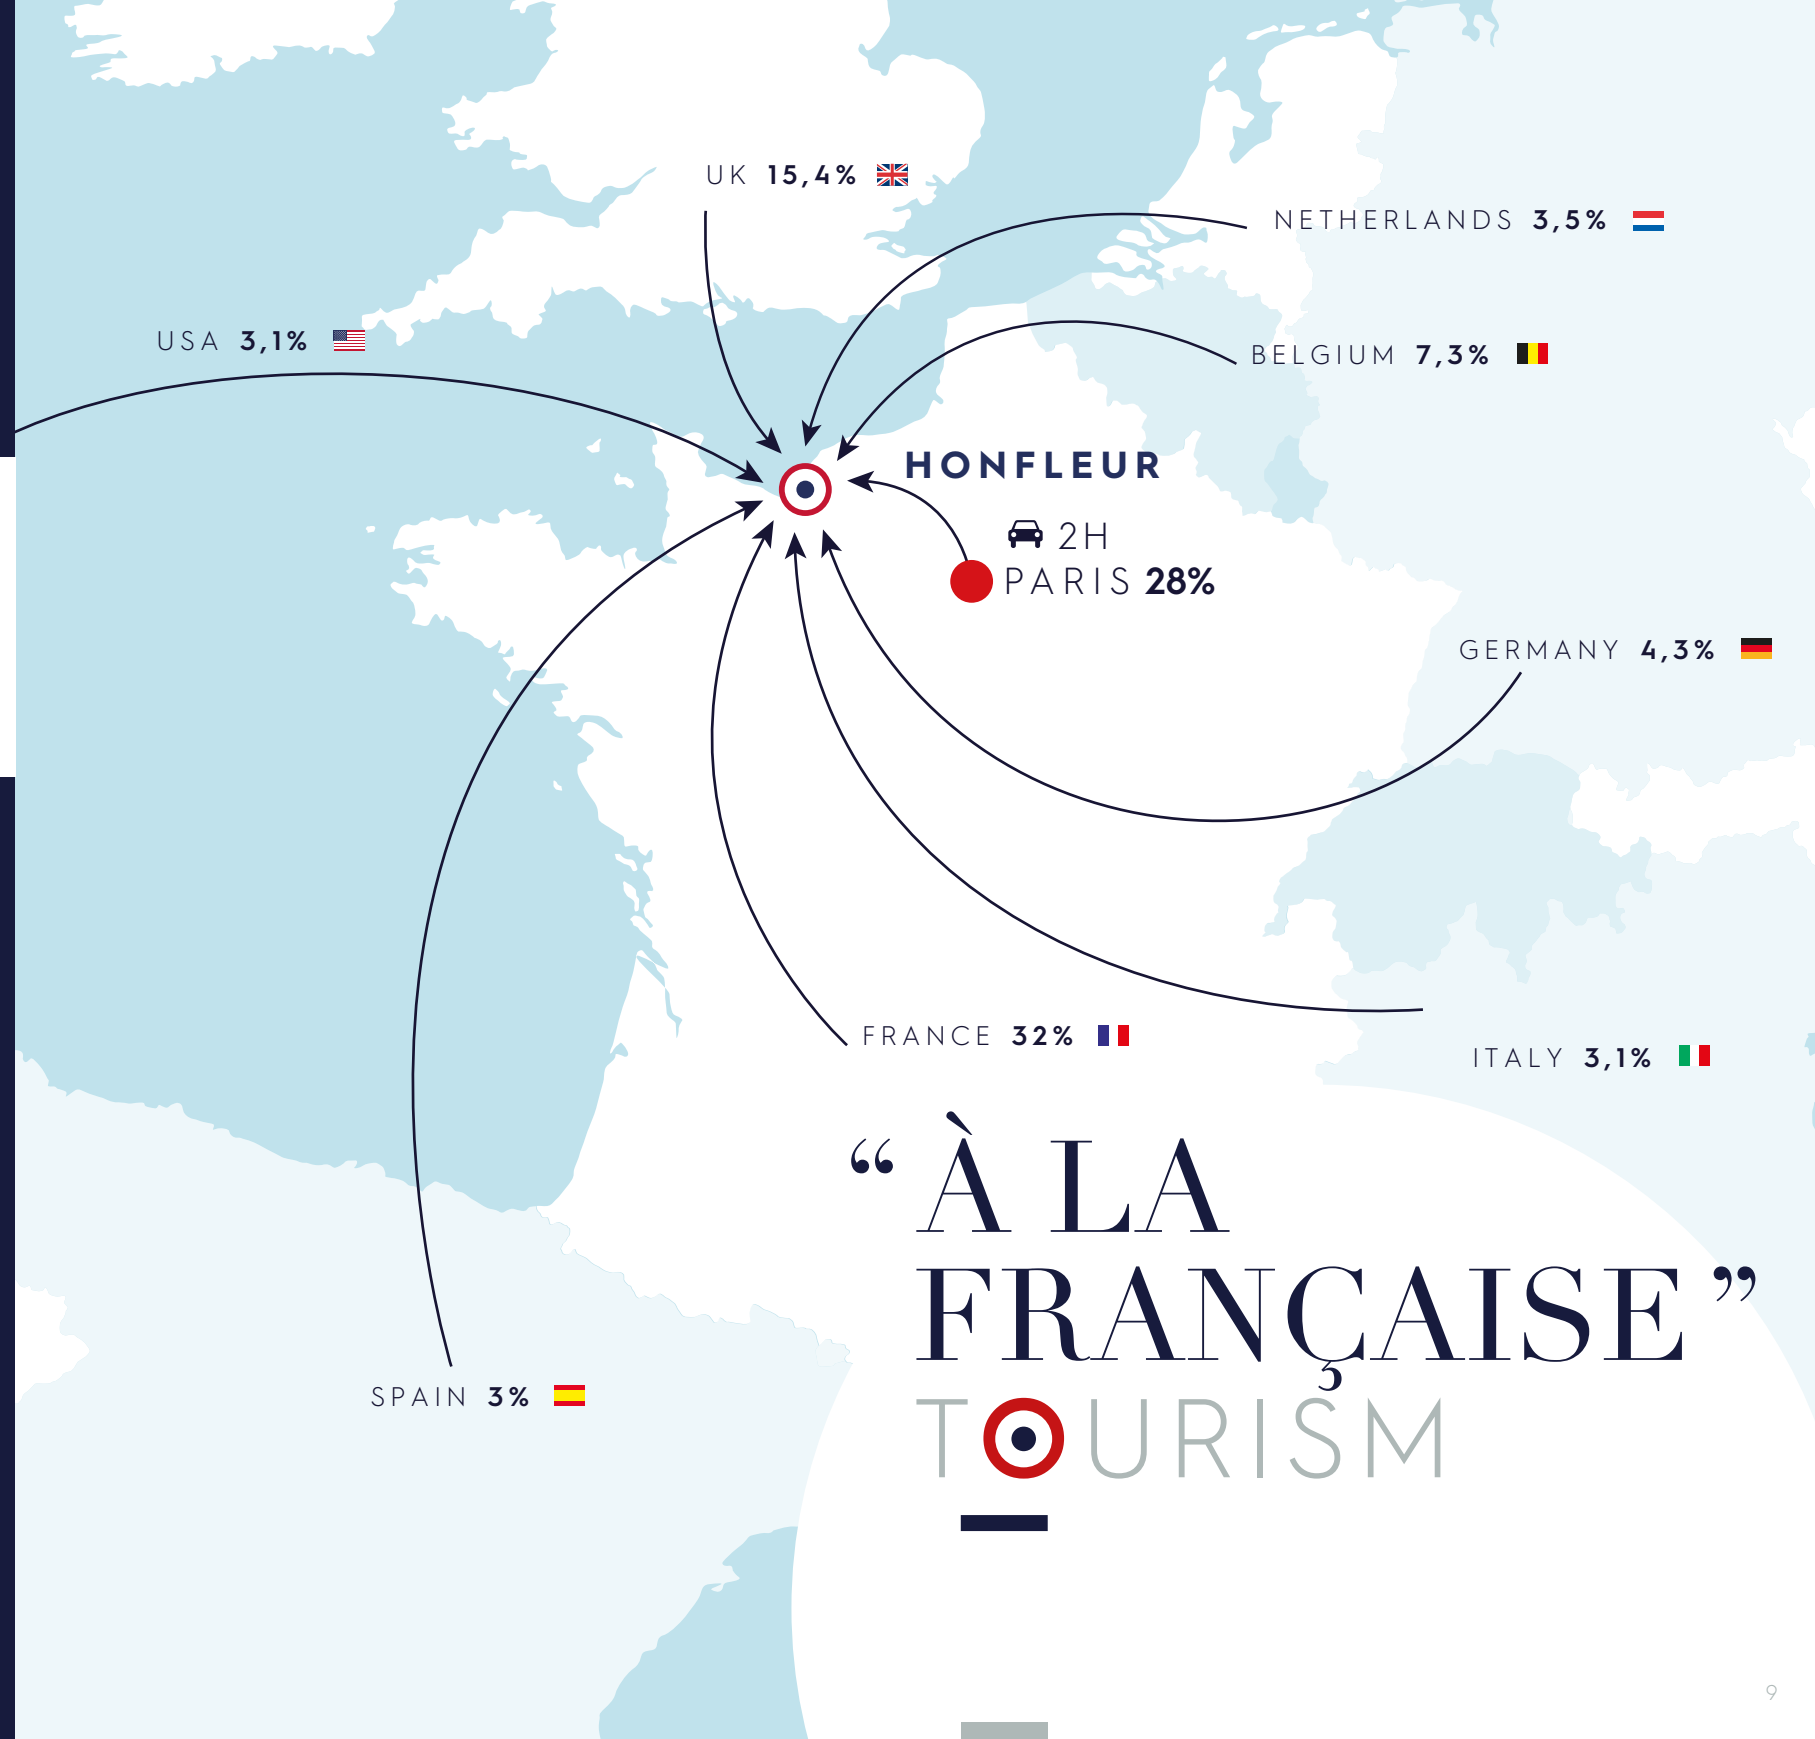 UK 15,4%
NETHERLANDS 3,5%
USA 3,1%
BELGIUM 7,3%
HONFLEUR
2H
PARIS 28%
GERMANY 4,3%
FRANCE 32%
ITALY 3,1%
“ À LA
FRANÇAISE ”
TOURISM
SPAIN 3%
9